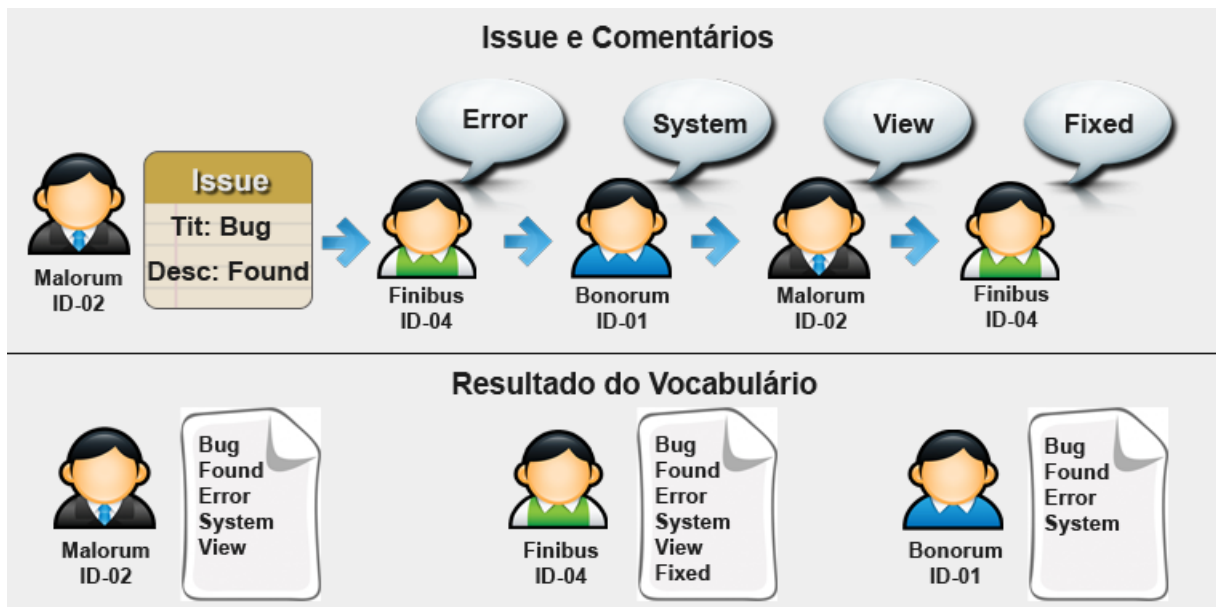 Issue e Comentários
Error
System
View
Fixed
Issue
Tit: Bug
Desc: Found
Malorum
ID-02
Finibus
ID-04
Bonorum
ID-01
Malorum
ID-02
Finibus
ID-04
Resultado do Vocabulário
Bug
Found
Error
System
View
Malorum
ID-02
Bug
Found
Error
System
View
Fixed
Finibus
ID-04
Bug
Found
Error
System
Bonorum
ID-01